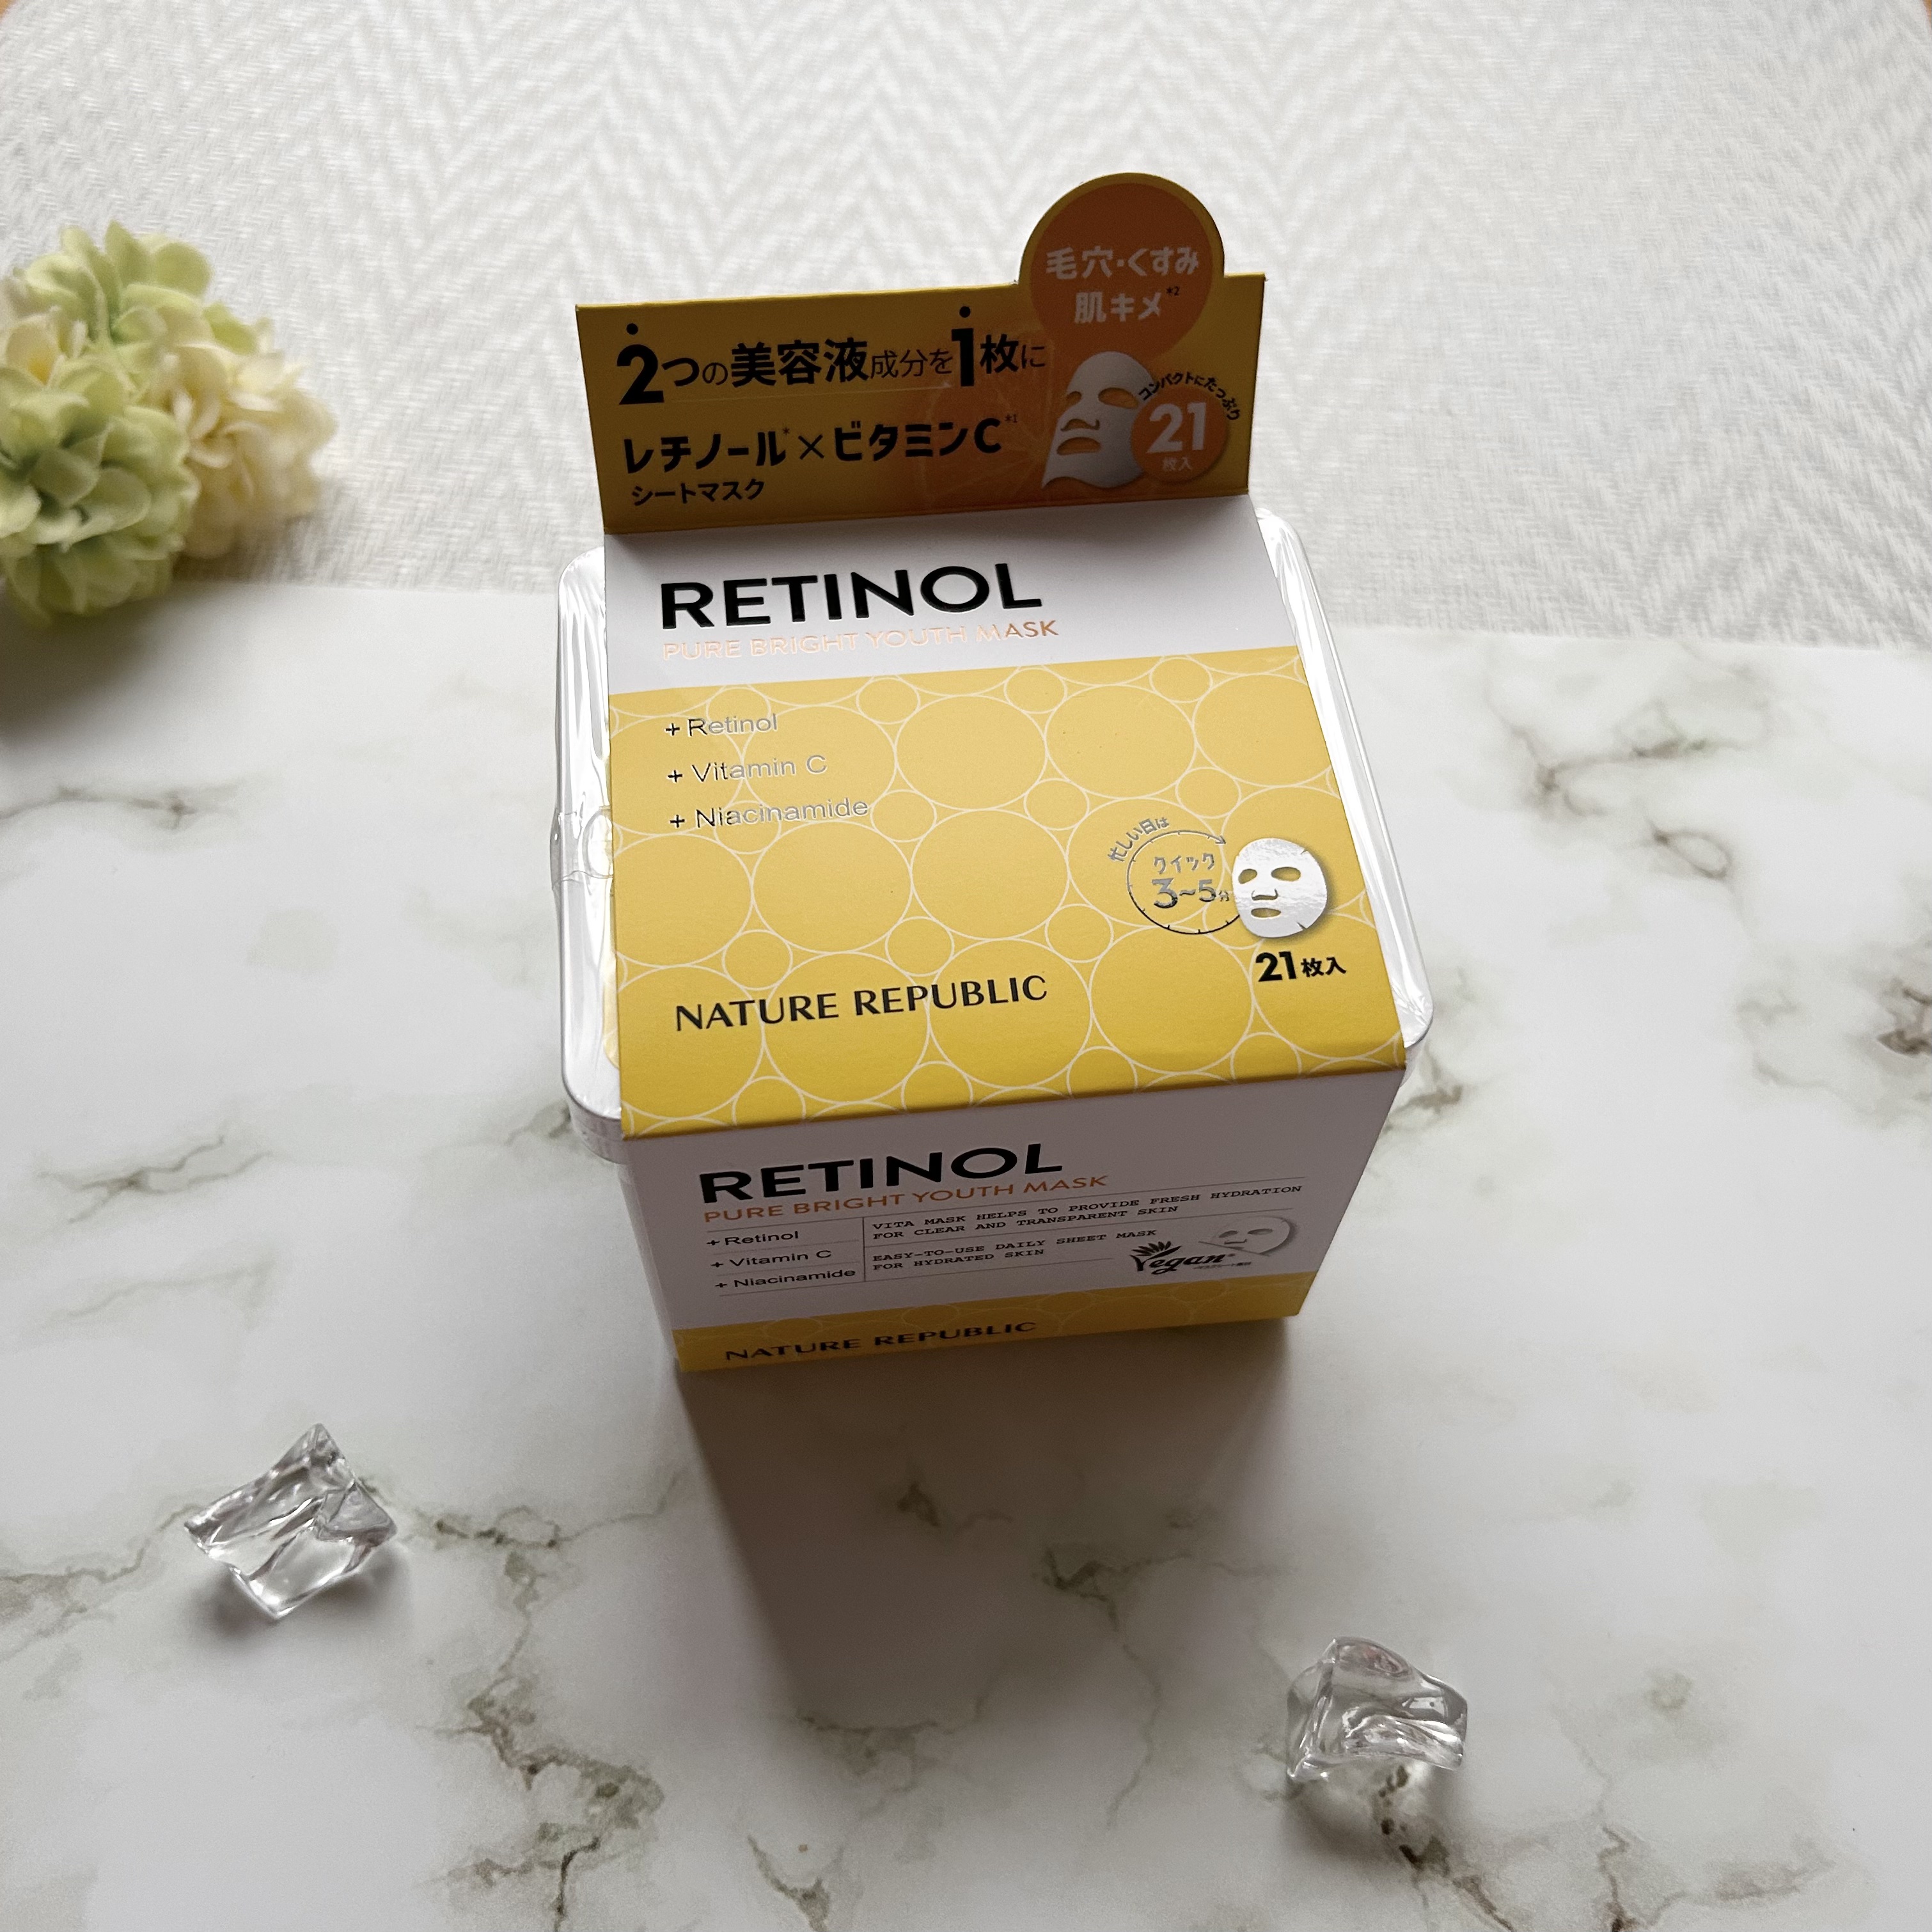 毛穴・くすみ
肌キメ*2
2つの美容液成分を1枚に
レチノール*×ビタミンC*1
シートマスク
コンパクトにたっぷり
21
枚入
RETINOL
PURE BRIGHT YOUTH MASK
+ Retinol
+ Vitamin C
+ Niacinamide
忙しい日は
クイック
3~5分
21枚入
NATURE REPUBLIC
RETINOL
PURE BRIGHT YOUTH MASK
+ Retinol
+ Vitamin C
+ Niacinamide
VITA MASK HELPS TO PROVIDE FRESH HYDRATION
FOR CLEAR AND TRANSPARENT SKIN
EASY-TO-USE DAILY SHEET MASK
FOR HYDRATED SKIN
Vegan
NATURE REPUBLIC